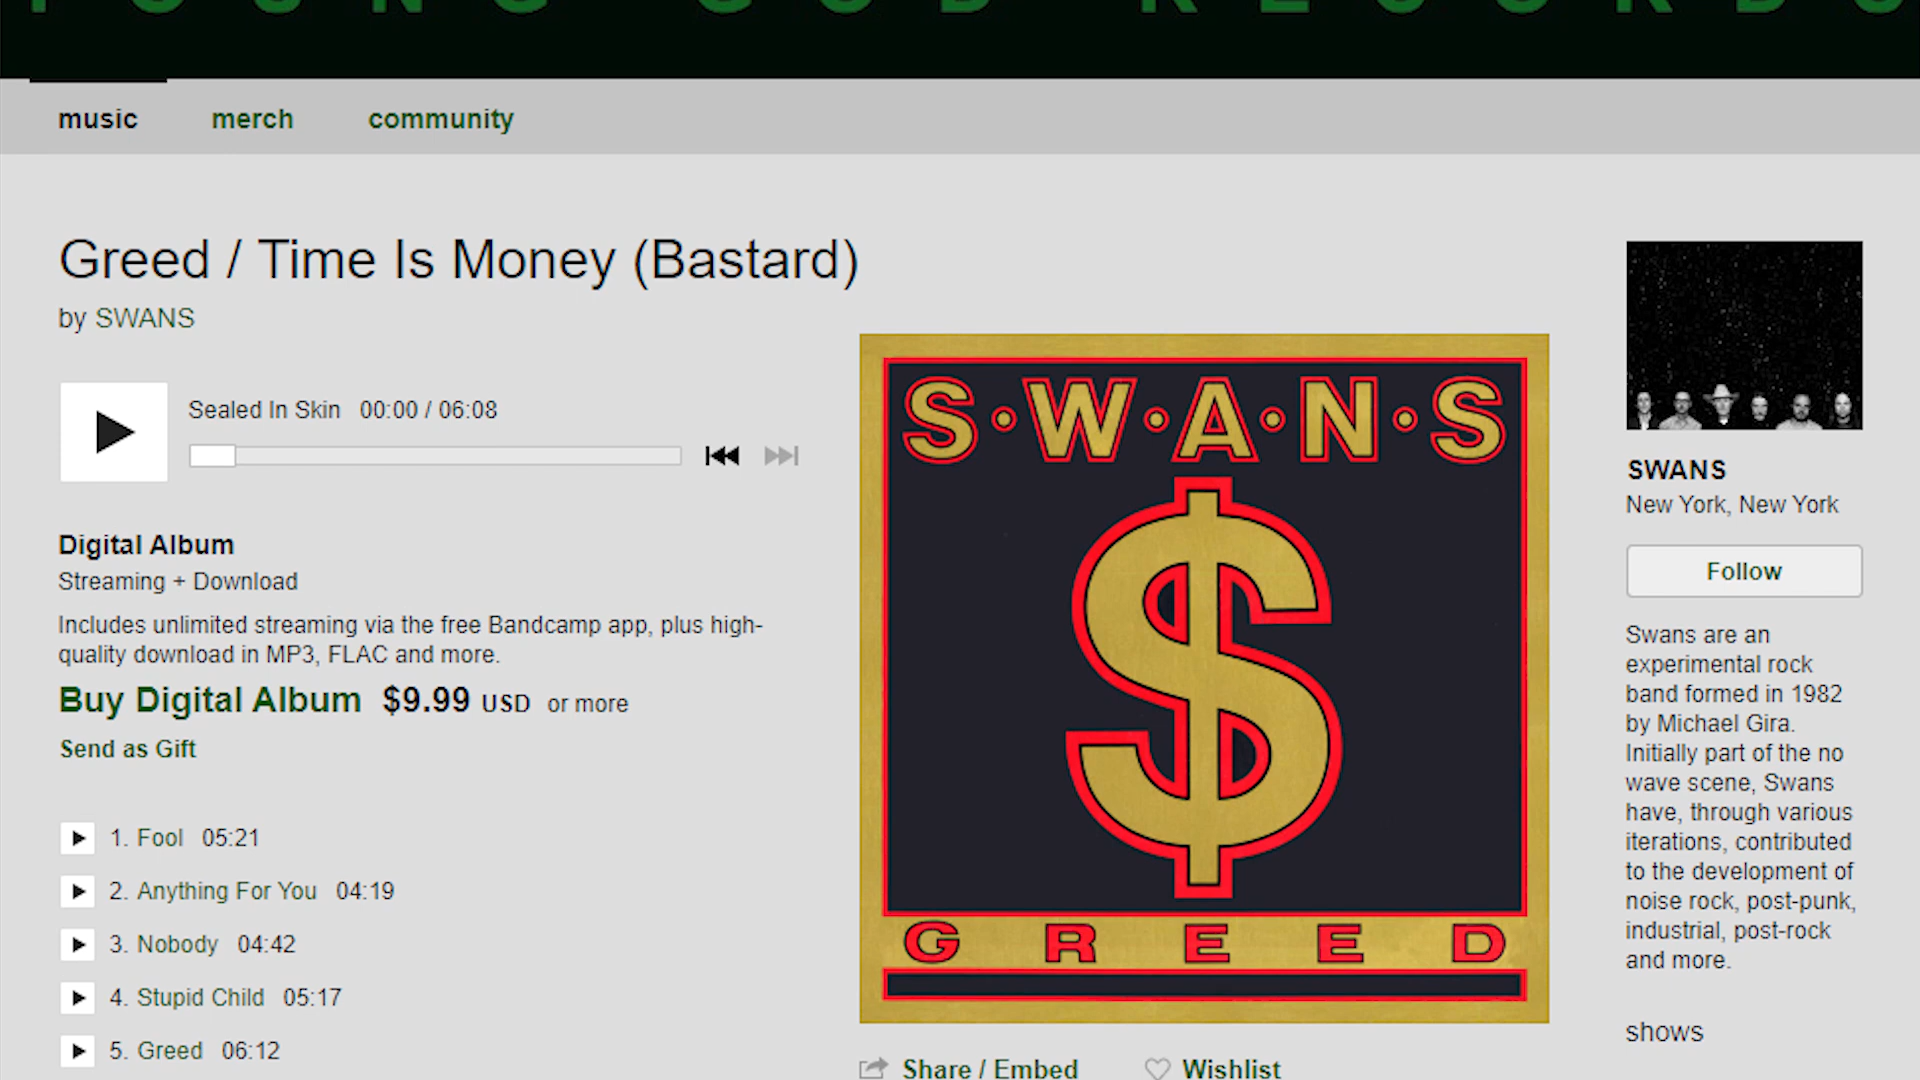 YOUNG GOD RECORDS
music merch community
Greed / Time Is Money (Bastard)
by SWANS
Sealed In Skin 00:00 / 06:08
Digital Album
Streaming + Download
Includes unlimited streaming via the free Bandcamp app, plus high-
quality download in MP3, FLAC and more.
Buy Digital Album $9.99 USD or more
Send as Gift
1. Fool 05:21
2. Anything For You 04:19
3. Nobody 04:42
4. Stupid Child 05:17
5. Greed 06:12
S·W·A·N·S
$
GREED
Share / Embed Wishlist
SWANS
New York, New York
Follow
Swans are an
experimental rock
band formed in 1982
by Michael Gira.
Initially part of the no
wave scene, Swans
have, through various
iterations, contributed
to the development of
noise rock, post-punk,
industrial, post-rock
and more.
shows